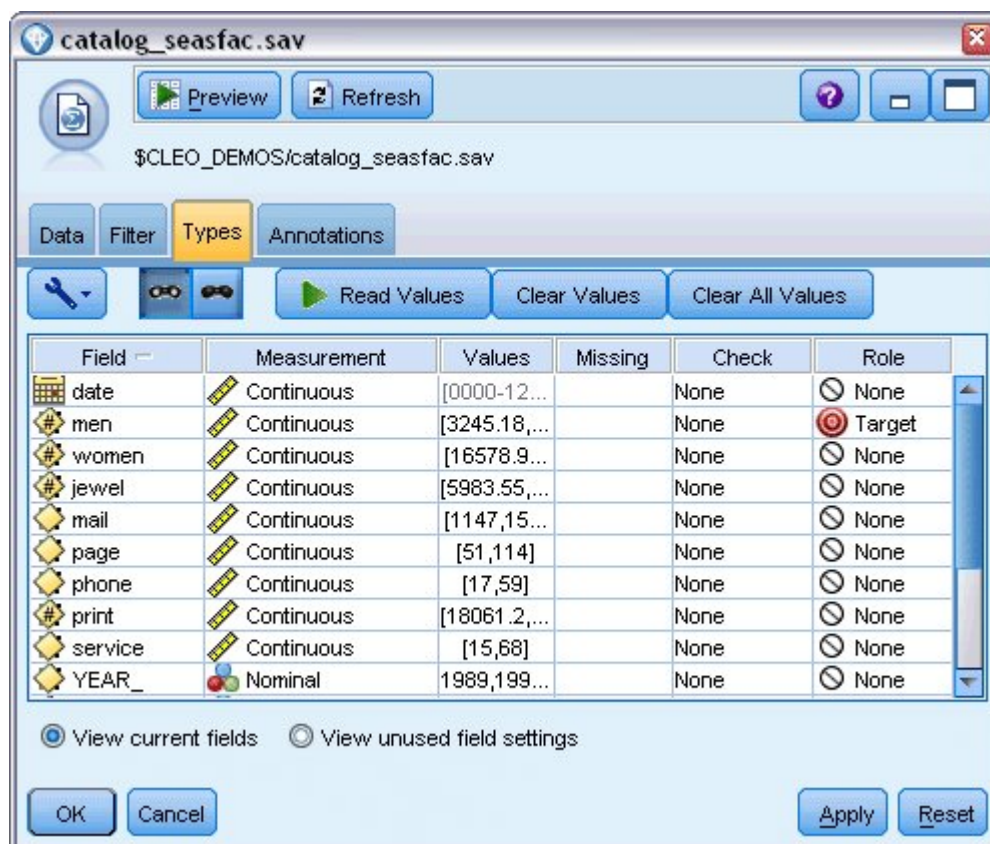 catalog_seasfac.sav
Preview Refresh
$CLEO_DEMOS/catalog_seasfac.sav
Data Filter Types Annotations
Read Values Clear Values Clear All Values
Field Measurement Values Missing Check Role
date Continuous [0000-12... None None
men Continuous [3245.18,... None Target
women Continuous [16578.9... None None
jewel Continuous [5983.55,... None None
mail Continuous [1147,15... None None
page Continuous [51,114] None None
phone Continuous [17,59] None None
print Continuous [18061.2,... None None
service Continuous [15,68] None None
YEAR_ Nominal 1989,199... None None
View current fields View unused field settings
OK Cancel Apply Reset